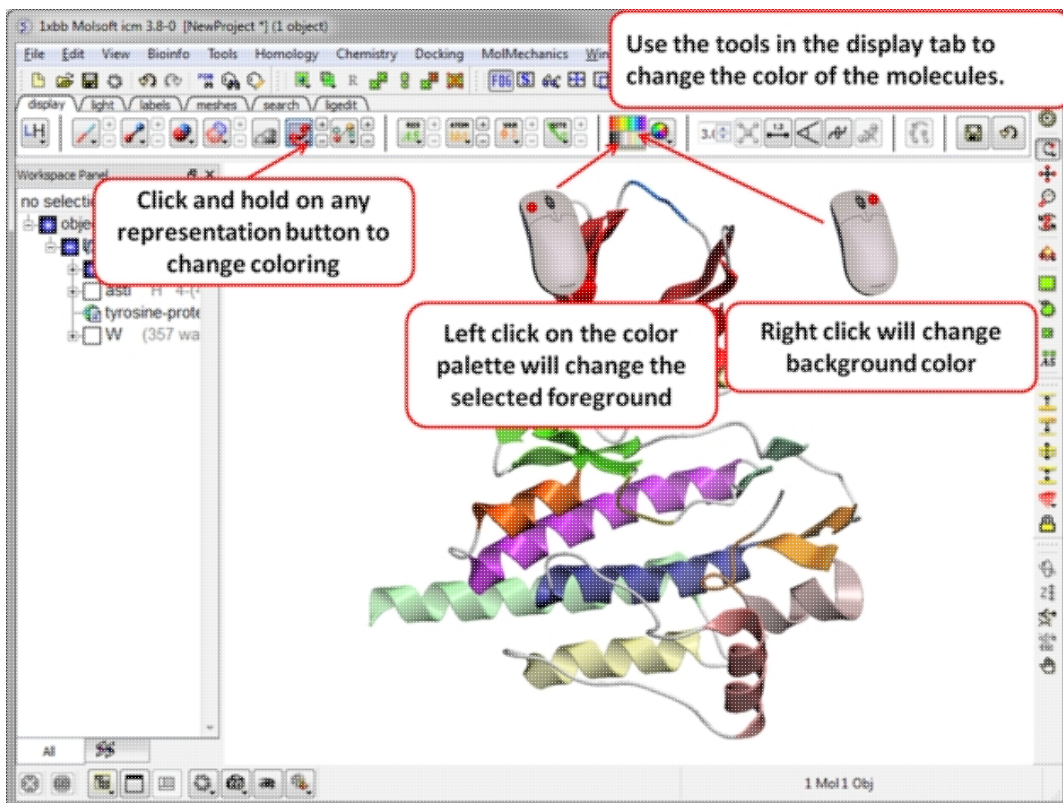 1xbb Molsoft icm 3.8-0 [NewProject *] (1 object)
File Edit View Bioinfo Tools Homology Chemistry Docking MolMechanics
Use the tools in the display tab to
change the color of the molecules.
display light labels meshes search ligedit
Workspace Panel
no selectio
obje
Click and hold on any
representation button to
change coloring
asti H 4-(
tyrosine-prote
W (357 wa
Left click on the color
palette will change the
selected foreground
Right click will change
background color
All
1 Mol 1 Obj